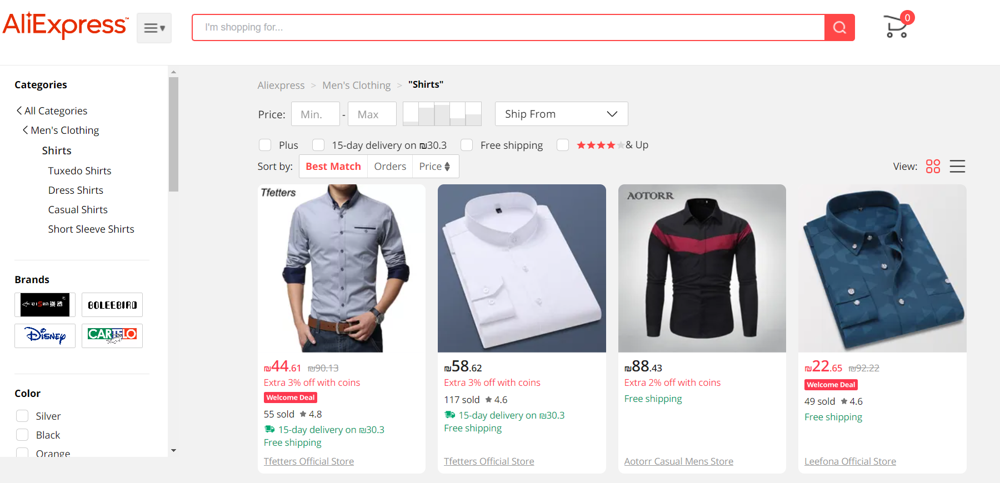 AliExpress™
I'm shopping for...
0
Categories
All Categories
Men's Clothing
Shirts
Tuxedo Shirts
Dress Shirts
Casual Shirts
Short Sleeve Shirts
Brands
BOLEEBIRD
Disney
CARTELO
Color
Silver
Black
Orange
Aliexpress > Men's Clothing > "Shirts"
Price: Min. - Max Ship From
Plus 15-day delivery on ₪30.3 Free shipping & Up
Sort by: Best Match Orders Price View:
Tfetters
₪44.61 ₪90.13
Extra 3% off with coins
Welcome Deal
55 sold ★ 4.8
15-day delivery on ₪30.3
Free shipping
Tfetters Official Store
₪58.62
Extra 3% off with coins
117 sold ★ 4.6
15-day delivery on ₪30.3
Free shipping
Tfetters Official Store
AOTORR
₪88.43
Extra 2% off with coins
Free shipping
Aotorr Casual Mens Store
₪22.65 ₪92.22
Welcome Deal
49 sold ★ 4.6
Free shipping
Leefona Official Store